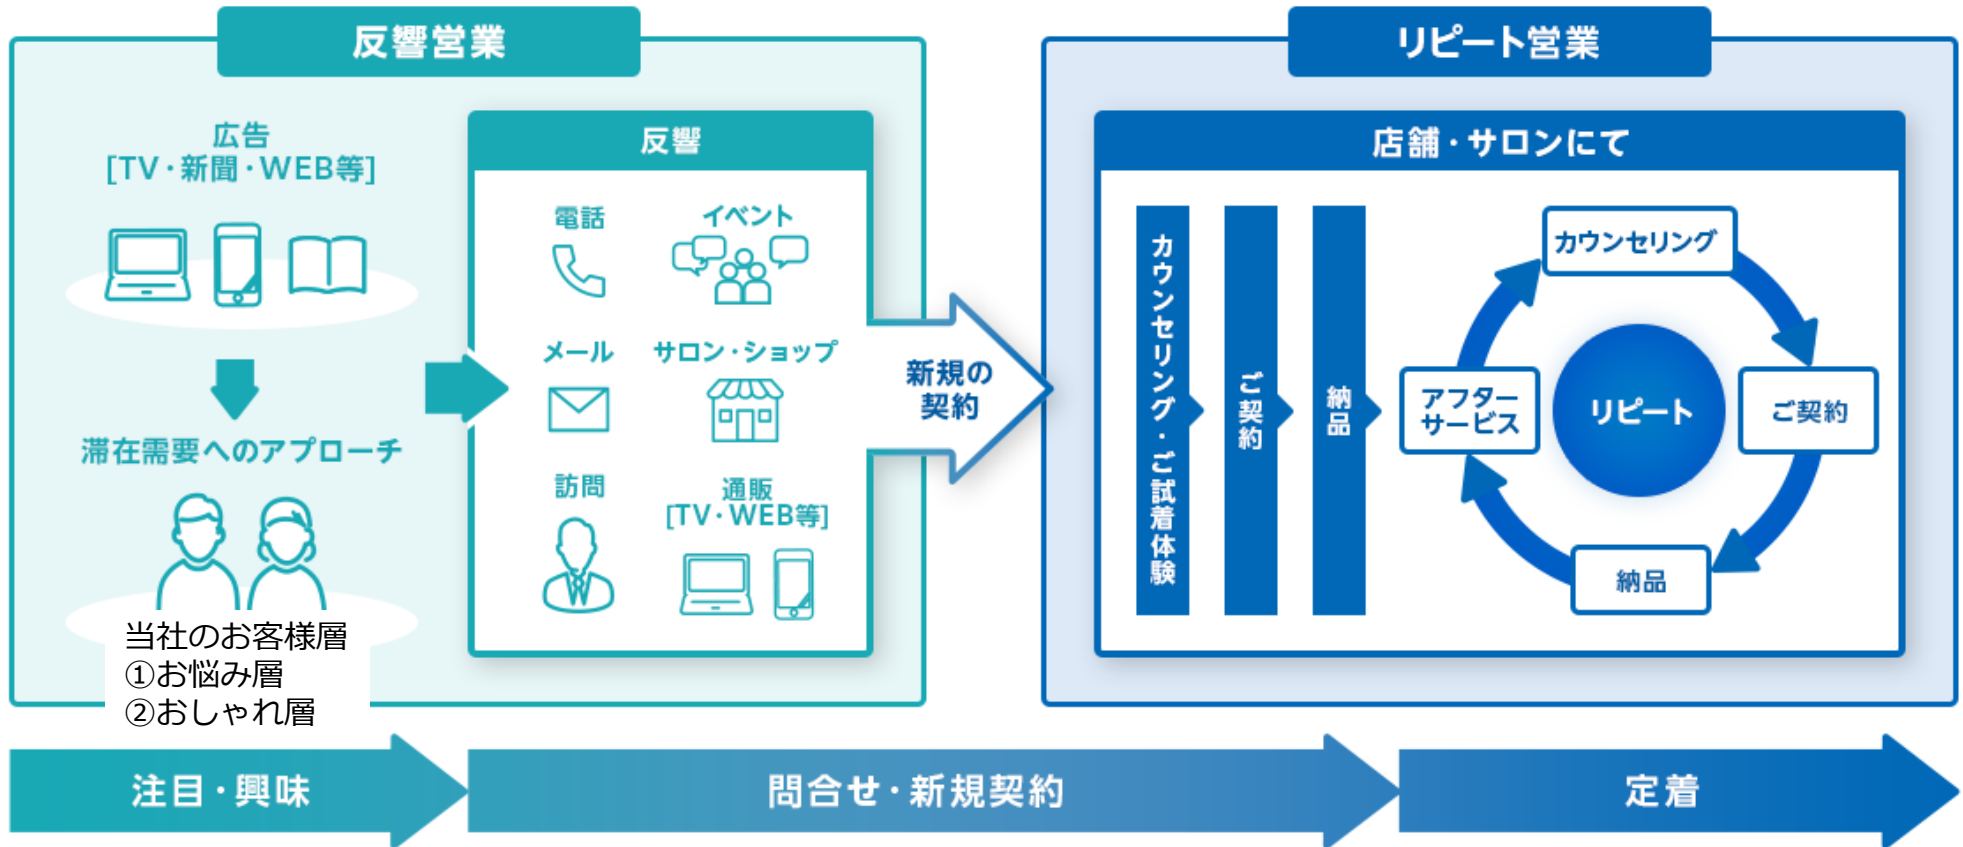 反響営業
広告
[TV・新聞・WEB等]
滞在需要へのアプローチ
当社のお客様層
①お悩み層
②おしゃれ層
反響
電話
イベント
メール
サロン・ショップ
訪問
通販
[TV・WEB等]
新規の
契約
リピート営業
店舗・サロンにて
カウンセリング・ご試着体験
ご契約
納品
カウンセリング
ご契約
納品
アフター
サービス
リピート
注目・興味
問合せ・新規契約
定着